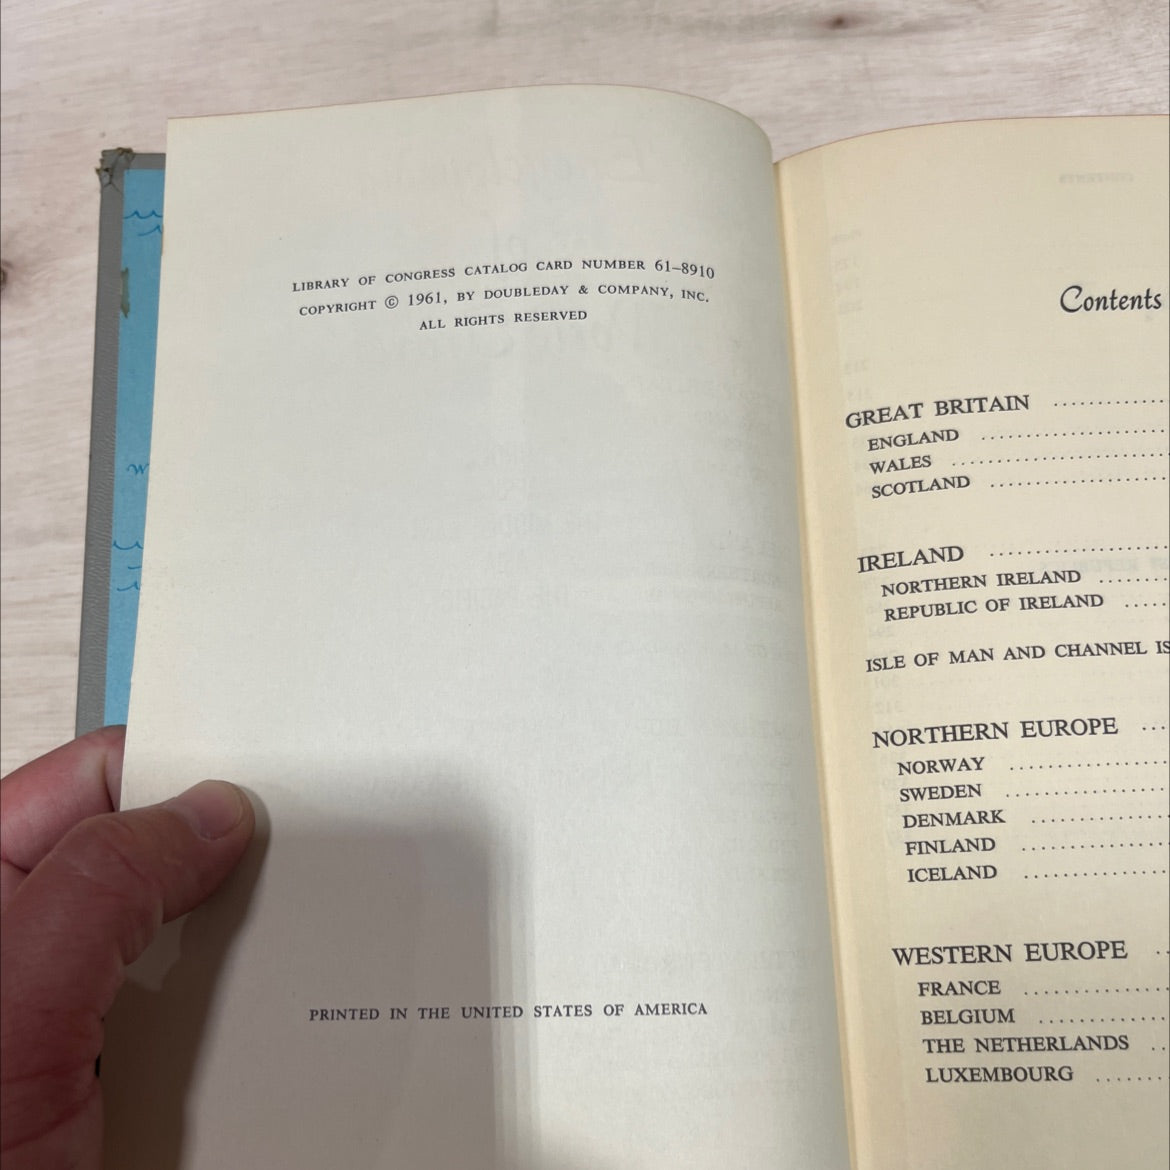 LIBRARY OF CONGRESS CATALOG CARD NUMBER 61–8910
COPYRIGHT © 1961, BY DOUBLEDAY & COMPANY, INC.
ALL RIGHTS RESERVED
PRINTED IN THE UNITED STATES OF AMERICA
Contents
GREAT BRITAIN
ENGLAND
WALES
SCOTLAND
IRELAND
NORTHERN IRELAND
REPUBLIC OF IRELAND
ISLE OF MAN AND CHANNEL IS
NORTHERN EUROPE
NORWAY
SWEDEN
DENMARK
FINLAND
ICELAND
WESTERN EUROPE
FRANCE
BELGIUM
THE NETHERLANDS
LUXEMBOURG